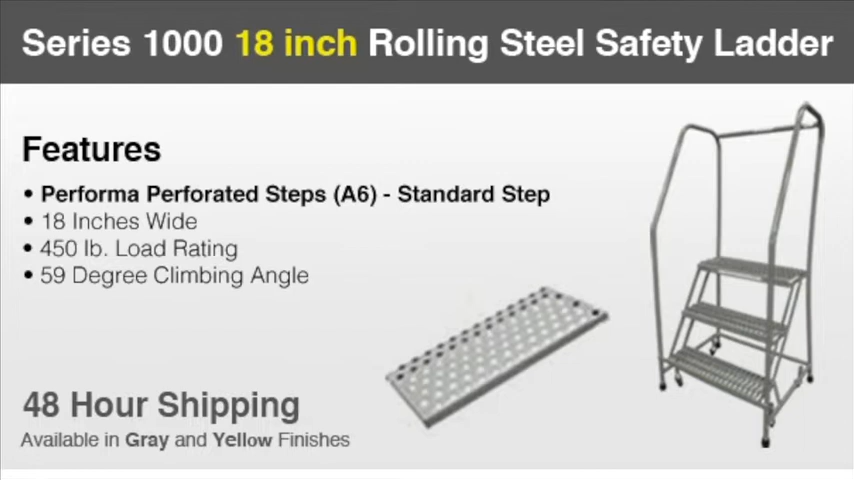 Series 1000 18 inch Rolling Steel Safety Ladder
Features
• Performa Perforated Steps (A6) - Standard Step
• 18 Inches Wide
• 450 lb. Load Rating
• 59 Degree Climbing Angle
48 Hour Shipping
Available in Gray and Yellow Finishes